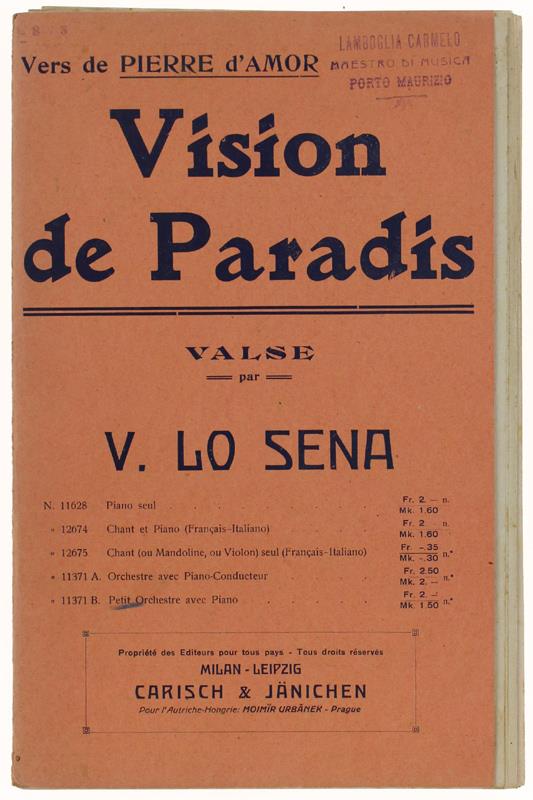 Vers de PIERRE d'AMOR
LAMBOGLIA CARMELO
MAESTRO DI MUSICA
PORTO MAURIZIO
Vision
de Paradis
VALSE
par
V. LO SENA
N. 11628 Piano seul . . . . . . . . Fr. 2. — n. Mk. 1.60
" 12674 Chant et Piano (Français-Italiano) . . . . Fr. 2 n. Mk. 1.60
" 12675 Chant (ou Mandoline, ou Violon) seul (Français-Italiano) Fr. -.35 Mk. -.30 n.*
" 11371 A. Orchestre avec Piano-Conducteur . . . . Fr. 2.50 Mk. 2. — n.*
" 11371 B. Petit Orchestre avec Piano . . . . . Fr. 2. — Mk. 1.50 n.*
Propriété des Editeurs pour tous pays - Tous droits réservés
MILAN - LEIPZIG
CARISCH & JÄNICHEN
Pour l'Autriche-Hongrie: MOJMÍR URBÁNEK - Prague